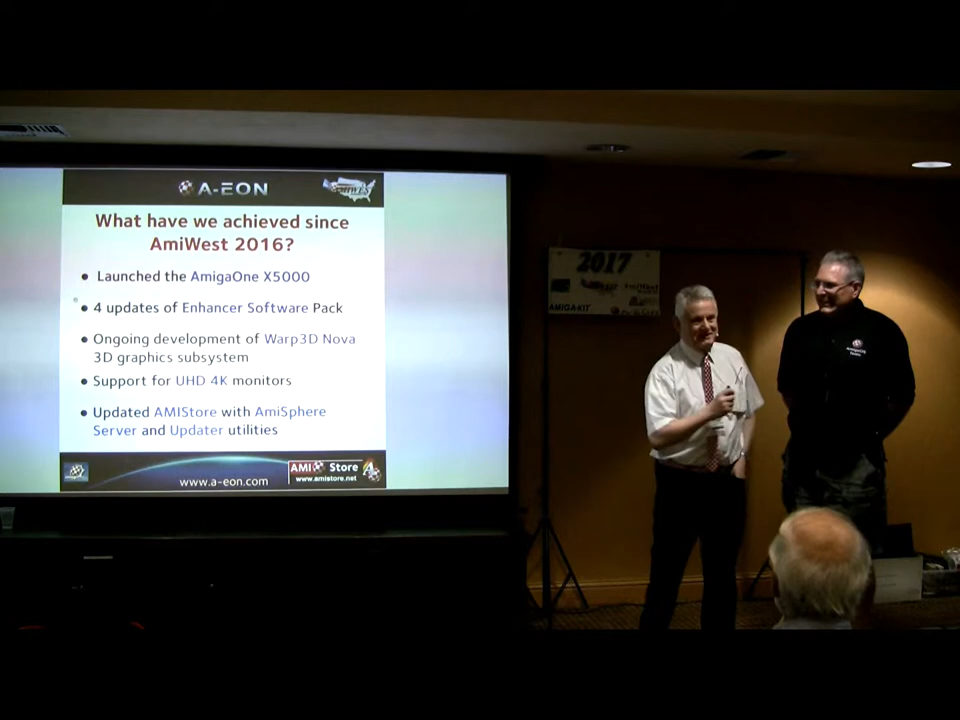 A-EON
What have we achieved since
AmiWest 2016?
Launched the AmigaOne X5000
4 updates of Enhancer Software Pack
Ongoing development of Warp3D Nova
3D graphics subsystem
Support for UHD 4K monitors
Updated AMIStore with AmiSphere
Server and Updater utilities
www.a-eon.com
AMI Store
www.amistore.net
2017
AmiWest
AMIGA-KIT